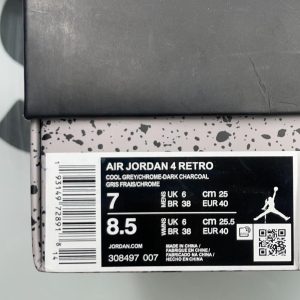 AIR JORDAN 4 RETRO
COOL GREY/CHROME-DARK CHARCOAL
GRIS FRAIS/CHROME
7 MENS UK 6 CM 25
BR 38 EUR 40
8.5 WMNS UK 6 CM 25.5
BR 38 EUR 40
JORDAN.COM
308497 007
MADE IN CHINA
FABRIQUÉ EN CHINE
FABRICADO EN CHINA
HECHO EN CHINA